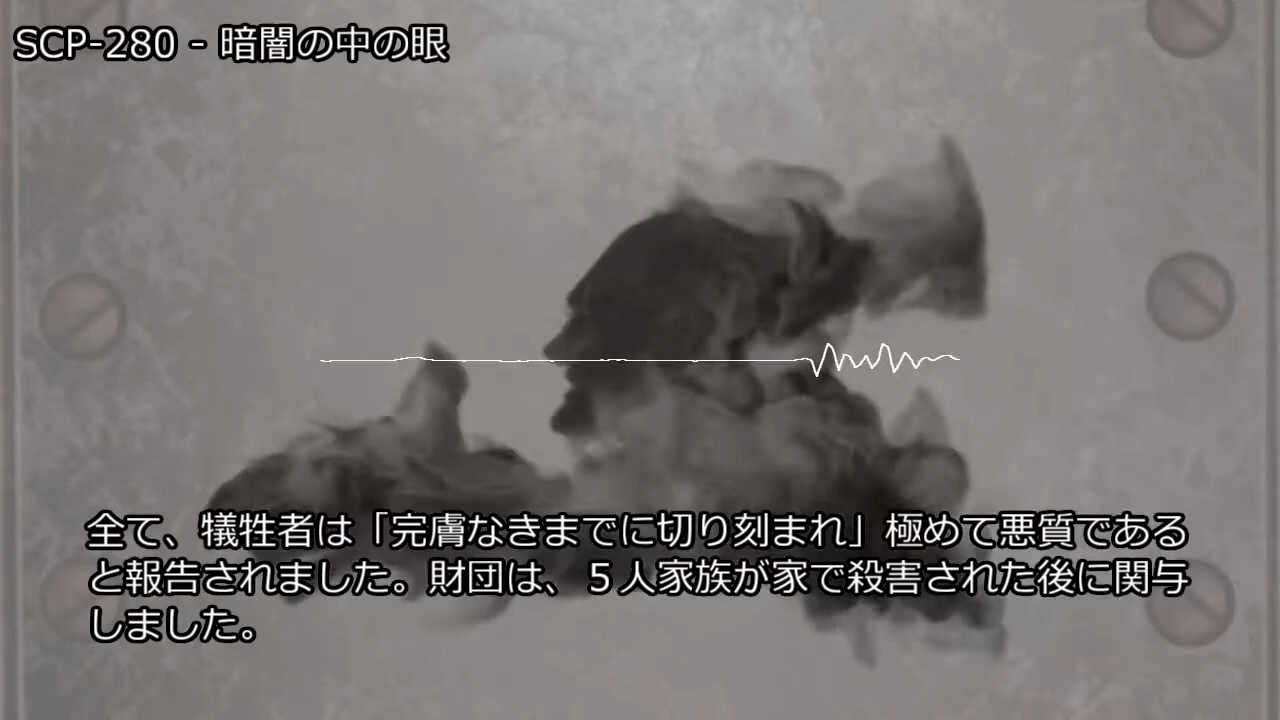 SCP-280 - 暗闇の中の眼
全て、犠牲者は「完膚なきまでに切り刻まれ」極めて悪質である
と報告されました。財団は、５人家族が家で殺害された後に関与
しました。